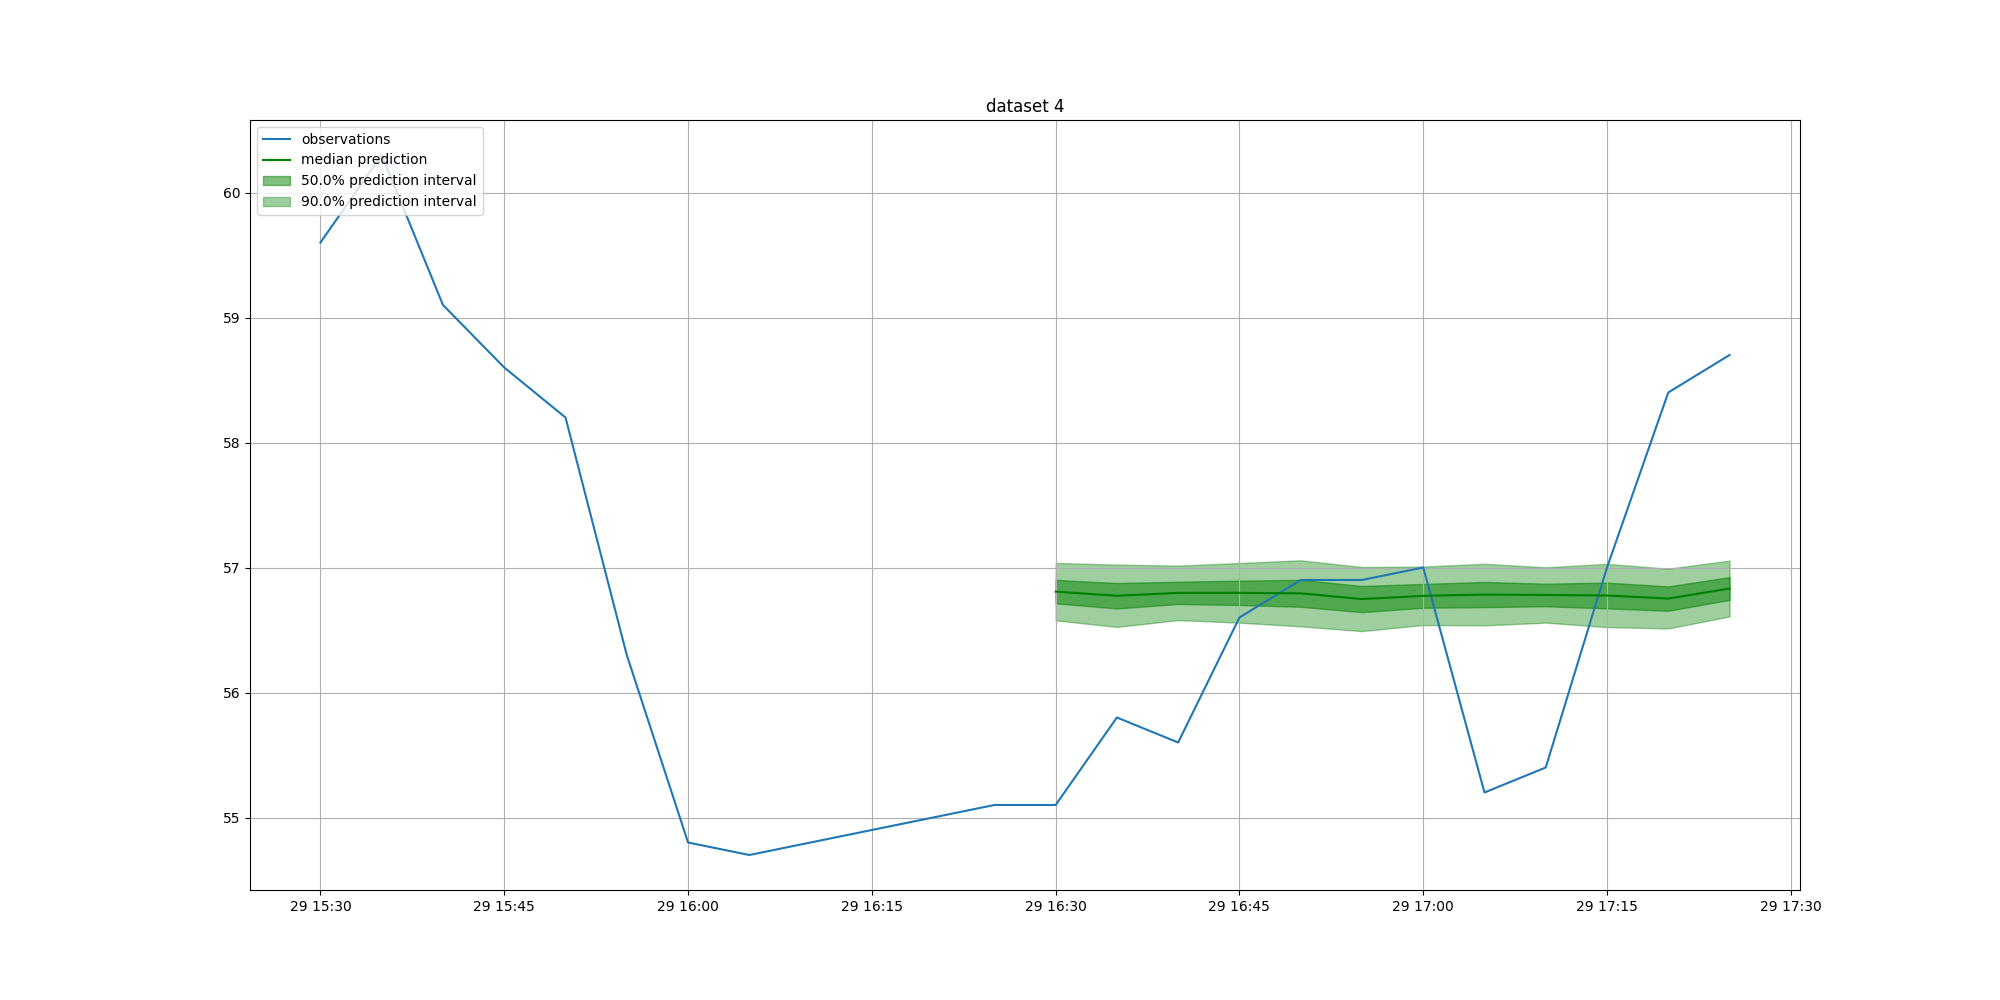 dataset 4
observations
median prediction
50.0% prediction interval
90.0% prediction interval
60
59
58
57
56
55
29 15:30 29 15:45 29 16:00 29 16:15 29 16:30 29 16:45 29 17:00 29 17:15 29 17:30